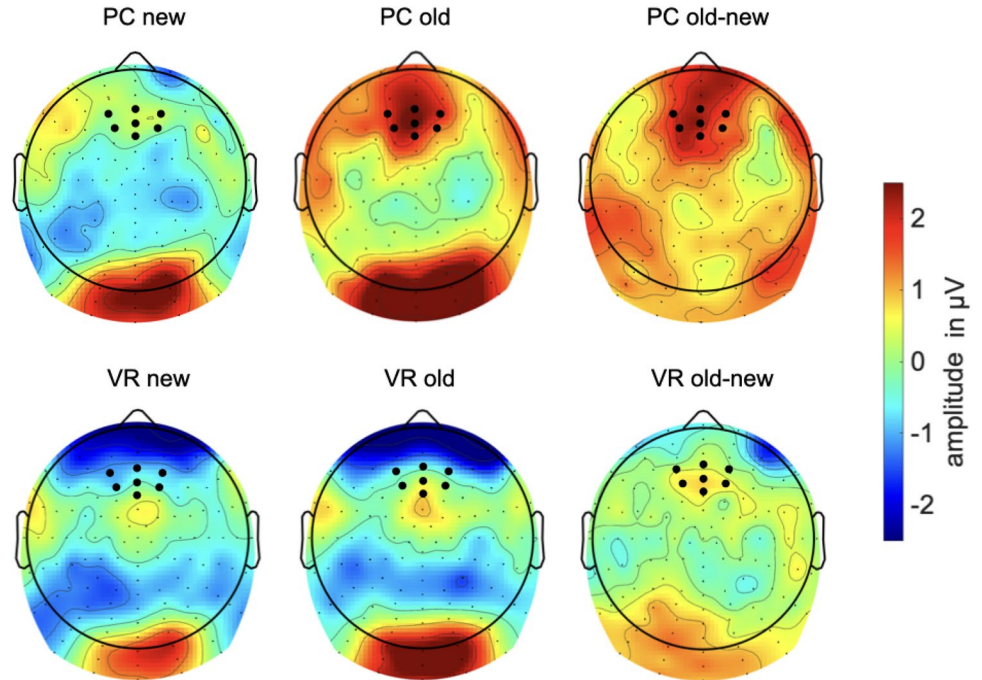 PC new
PC old
PC old-new
VR new
VR old
VR old-new
2
1
0
-1
-2
amplitude in µV